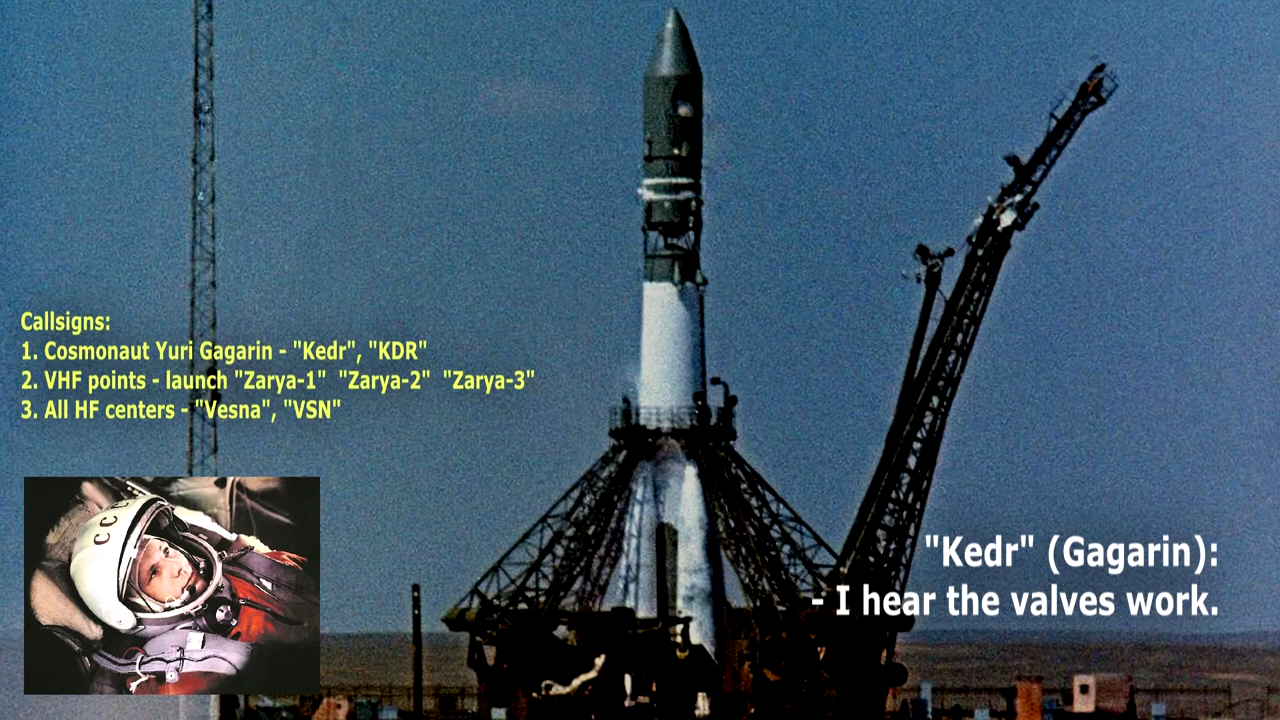 Callsigns:
1. Cosmonaut Yuri Gagarin - "Kedr", "KDR"
2. VHF points - launch "Zarya-1" "Zarya-2" "Zarya-3"
3. All HF centers - "Vesna", "VSN"
"Kedr" (Gagarin):
- I hear the valves work.